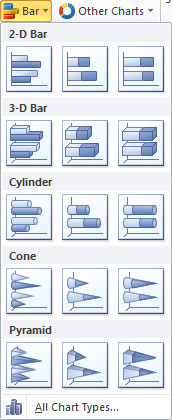 Bar Other Charts
2-D Bar
3-D Bar
Cylinder
Cone
Pyramid
All Chart Types...